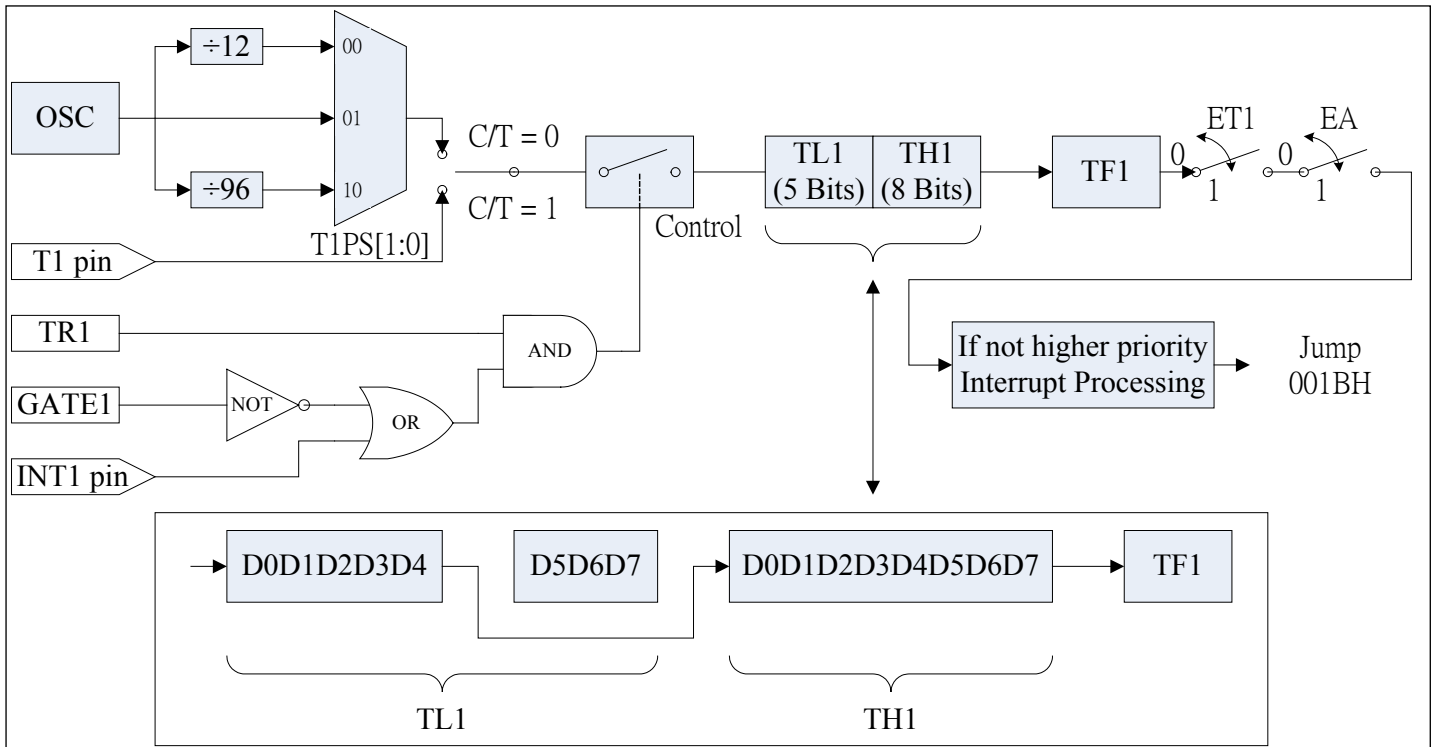 OSC
÷12
÷96
00
01
10
T1PS[1:0]
C/T = 0
C/T = 1
Control
TL1
(5 Bits)
TH1
(8 Bits)
TF1
ET1
0
1
EA
0
1
T1 pin
TR1
GATE1
INT1 pin
NOT
OR
AND
If not higher priority
Interrupt Processing
Jump
001BH
D0D1D2D3D4
D5D6D7
D0D1D2D3D4D5D6D7
TF1
TL1
TH1